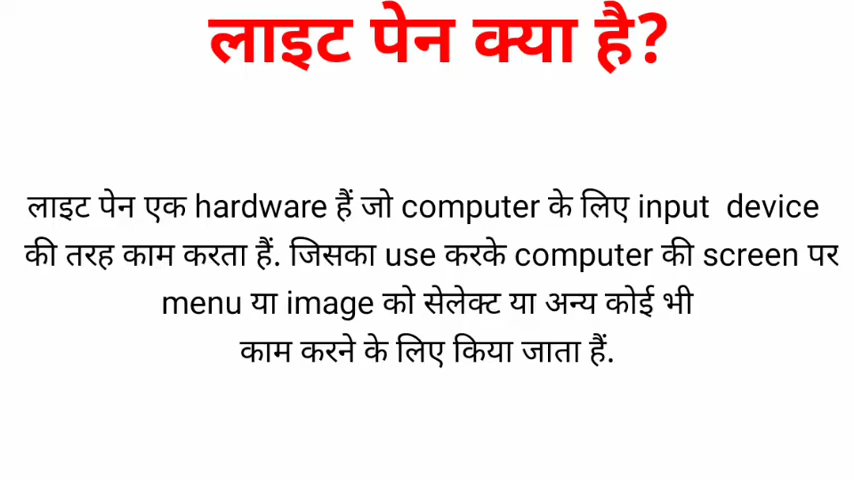 लाइट पेन क्या है?
लाइट पेन एक hardware हैं जो computer के लिए input device
की तरह काम करता हैं. जिसका use करके computer की screen पर
menu या image को सेलेक्ट या अन्य कोई भी
काम करने के लिए किया जाता हैं.